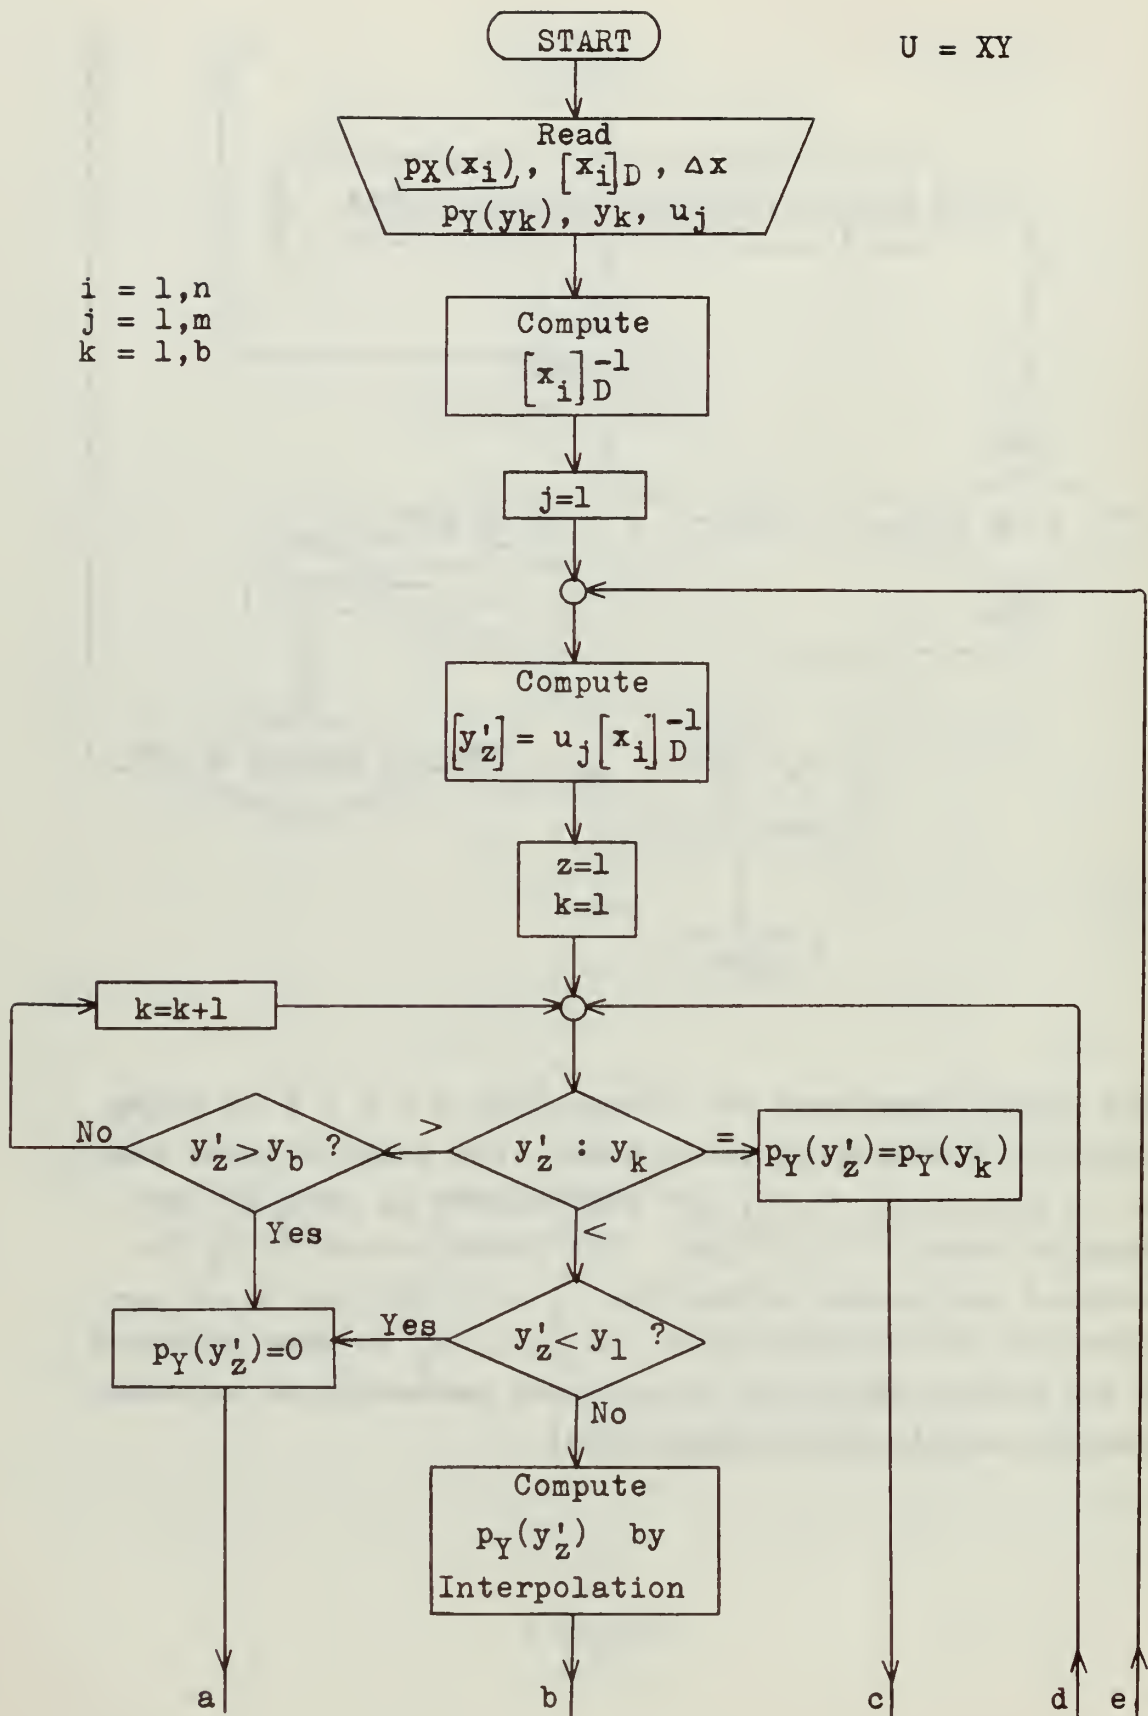 START
U = XY
Read
pX(xi), [xi]D, Δx
pY(yk), yk, uj
i = 1,n
j = 1,m
k = 1,b
Compute
[xi]D^-1
j=1
Compute
[y'z] = uj[xi]D^-1
z=1
k=1
k=k+1
No
y'z > yb ?
>
y'z : yk
=
pY(y'z)=pY(yk)
Yes
<
pY(y'z)=0
Yes
y'z < y1 ?
No
Compute
pY(y'z) by
Interpolation
a
b
c
d
e